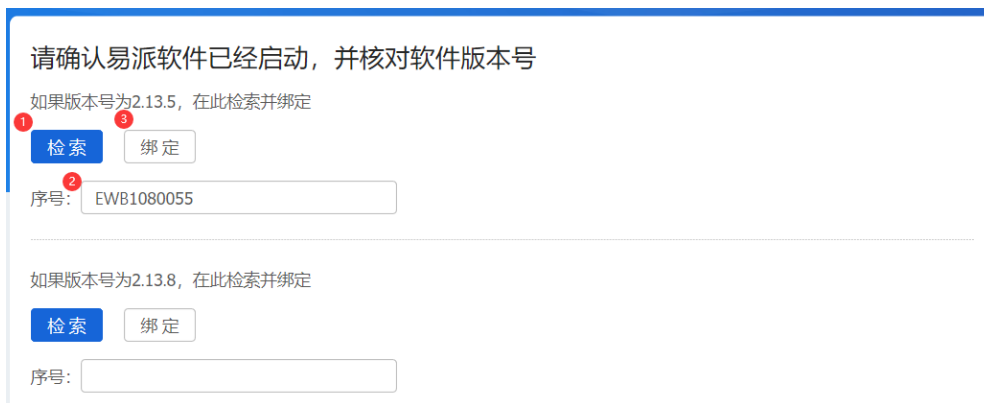 请确认易派软件已经启动，并核对软件版本号
如果版本号为2.13.5，在此检索并绑定
1 3
检索 绑定
2
序号： EWB1080055
如果版本号为2.13.8，在此检索并绑定
检索 绑定
序号：